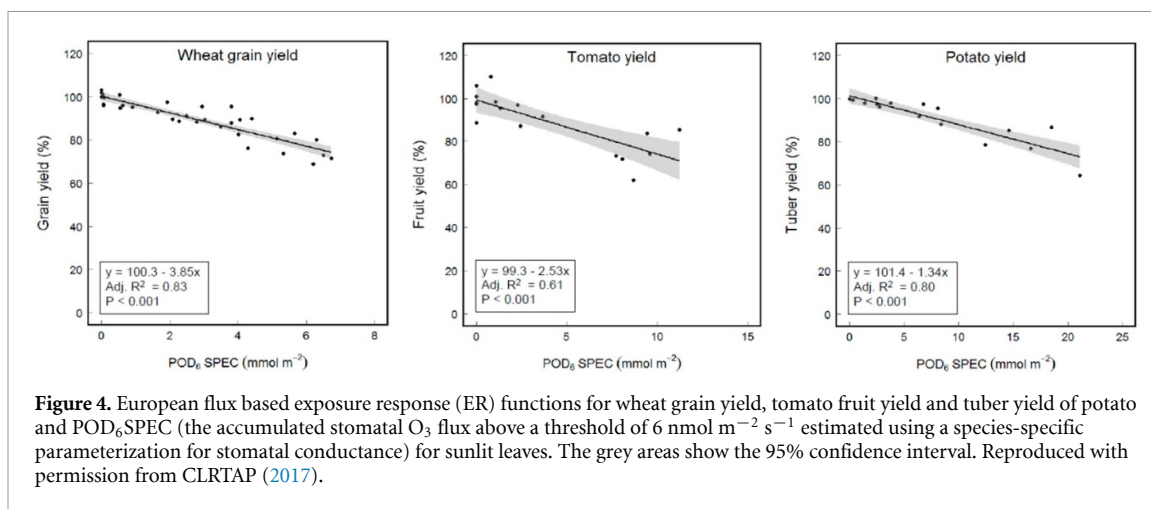 Wheat grain yield
120
100
80
60
40
20
0
Grain yield (%)
y = 100.3 - 3.85x
Adj. R² = 0.83
P < 0.001
0 2 4 6 8
POD₆ SPEC (mmol m⁻²)
Tomato yield
120
100
80
60
40
20
0
Fruit yield (%)
y = 99.3 - 2.53x
Adj. R² = 0.61
P < 0.001
0 5 10 15
POD₆ SPEC (mmol m⁻²)
Potato yield
120
100
80
60
40
20
0
Tuber yield (%)
y = 101.4 - 1.34x
Adj. R² = 0.80
P < 0.001
0 5 10 15 20 25
POD₆ SPEC (mmol m⁻²)
Figure 4. European flux based exposure response (ER) functions for wheat grain yield, tomato fruit yield and tuber yield of potato
and POD₆SPEC (the accumulated stomatal O₃ flux above a threshold of 6 nmol m⁻² s⁻¹ estimated using a species-specific
parameterization for stomatal conductance) for sunlit leaves. The grey areas show the 95% confidence interval. Reproduced with
permission from CLRTAP (2017).